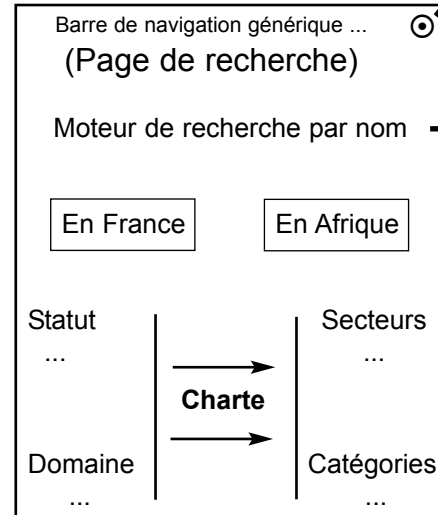 Barre de navigation générique ...
(Page de recherche)
Moteur de recherche par nom
En France
En Afrique
Statut
...
Secteurs
...
Charte
Domaine
...
Catégories
...